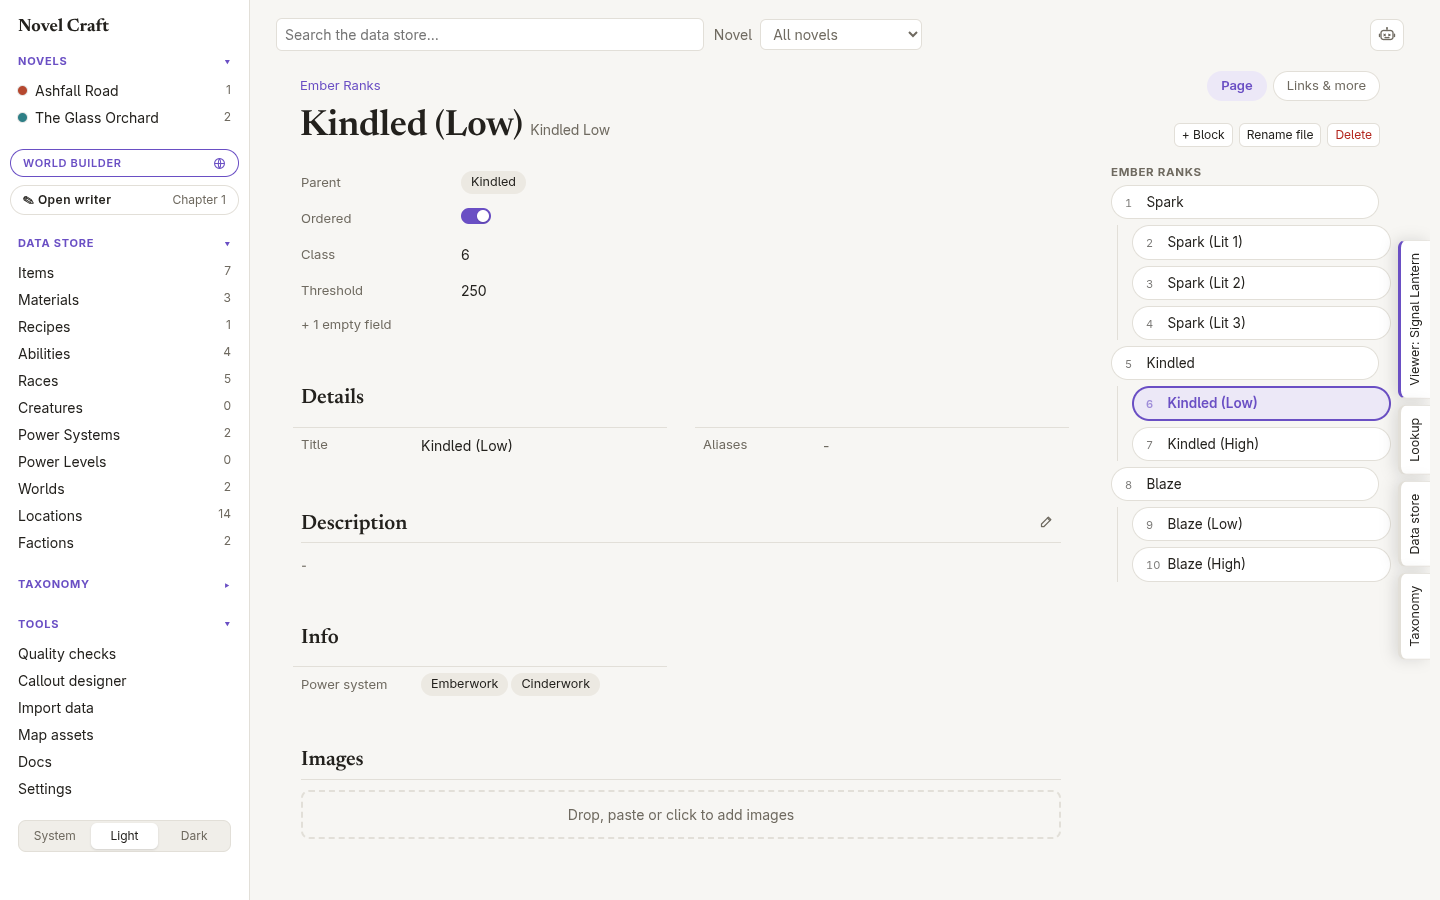 Novel Craft
NOVELS
Ashfall Road 1
The Glass Orchard 2
WORLD BUILDER
Open writer Chapter 1
DATA STORE
Items 7
Materials 3
Recipes 1
Abilities 4
Races 5
Creatures 0
Power Systems 2
Power Levels 0
Worlds 2
Locations 14
Factions 2
TAXONOMY
TOOLS
Quality checks
Callout designer
Import data
Map assets
Docs
Settings
System Light Dark
Search the data store... Novel All novels
Ember Ranks
Page Links & more
Kindled (Low) Kindled Low
+ Block Rename file Delete
Parent Kindled
Ordered
Class 6
Threshold 250
+ 1 empty field
Details
Title Kindled (Low) Aliases -
Description
-
Info
Power system Emberwork Cinderwork
Images
Drop, paste or click to add images
EMBER RANKS
1 Spark
2 Spark (Lit 1)
3 Spark (Lit 2)
4 Spark (Lit 3)
5 Kindled
6 Kindled (Low)
7 Kindled (High)
8 Blaze
9 Blaze (Low)
10 Blaze (High)
Viewer: Signal Lantern
Lookup
Data store
Taxonomy